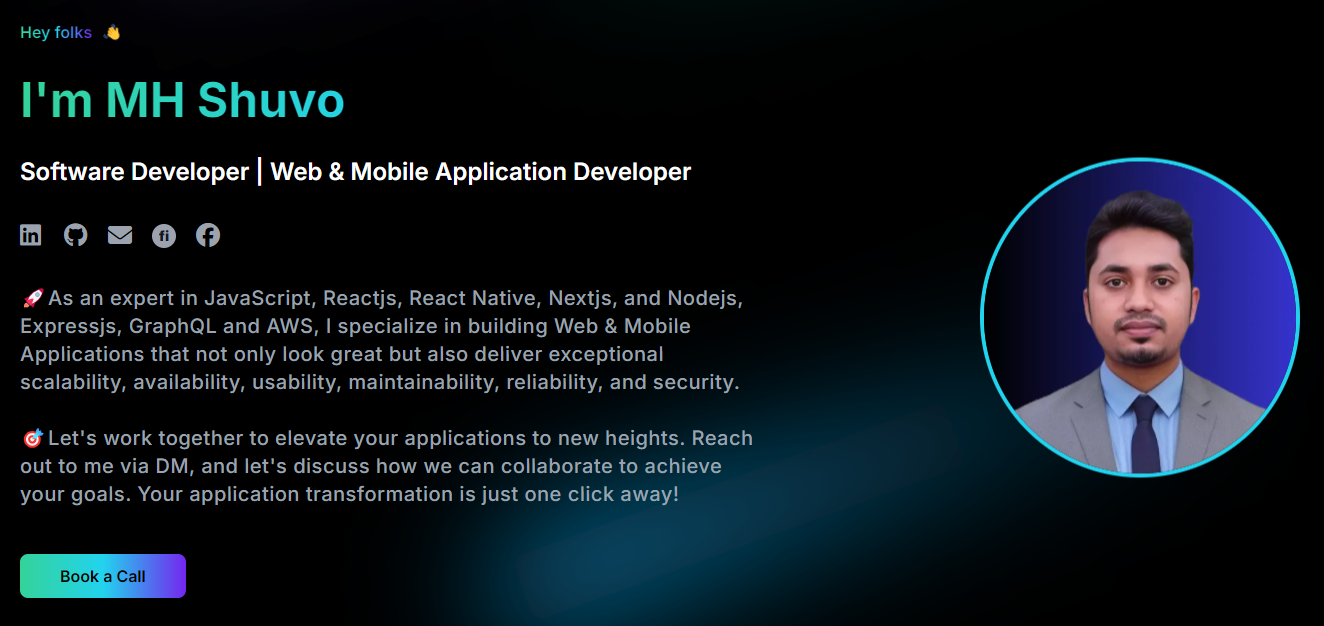 Hey folks 👋
I'm MH Shuvo
Software Developer | Web & Mobile Application Developer
in fi f
🚀As an expert in JavaScript, Reactjs, React Native, Nextjs, and Nodejs,
Expressjs, GraphQL and AWS, I specialize in building Web & Mobile
Applications that not only look great but also deliver exceptional
scalability, availability, usability, maintainability, reliability, and security.
🎯Let's work together to elevate your applications to new heights. Reach
out to me via DM, and let's discuss how we can collaborate to achieve
your goals. Your application transformation is just one click away!
Book a Call